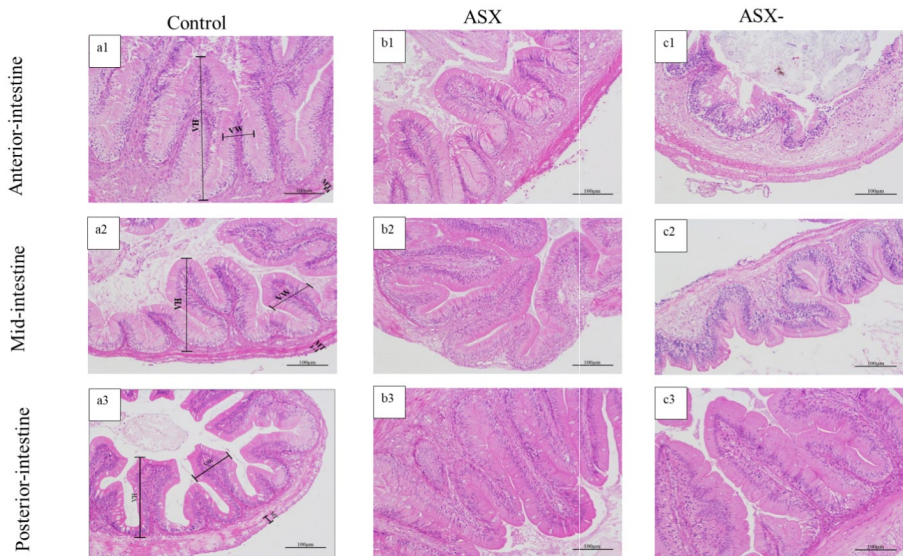 Control ASX ASX-
Anterior-intestine
a1 b1 c1
VH
VW
100μm 100μm 100μm
Mid-intestine
a2 b2 c2
VH
VW
100μm 100μm 100μm
Posterior-intestine
a3 b3 c3
VH
100μm 100μm 100μm